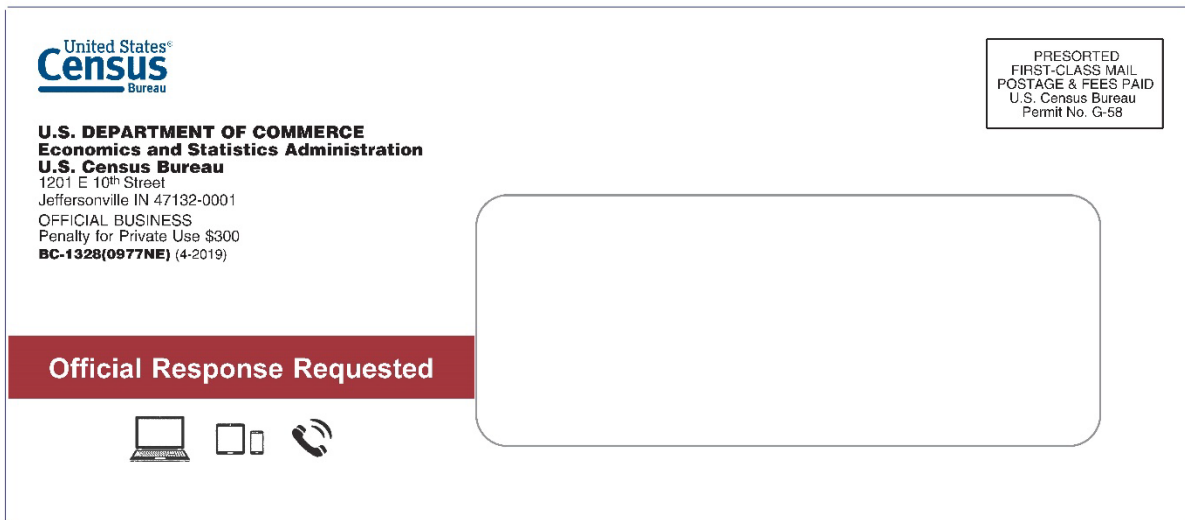 United States®
Census
Bureau
U.S. DEPARTMENT OF COMMERCE
Economics and Statistics Administration
U.S. Census Bureau
1201 E 10th Street
Jeffersonville IN 47132-0001
OFFICIAL BUSINESS
Penalty for Private Use $300
BC-1328(0977NE) (4-2019)
PRESORTED
FIRST-CLASS MAIL
POSTAGE & FEES PAID
U.S. Census Bureau
Permit No. G-58
Official Response Requested